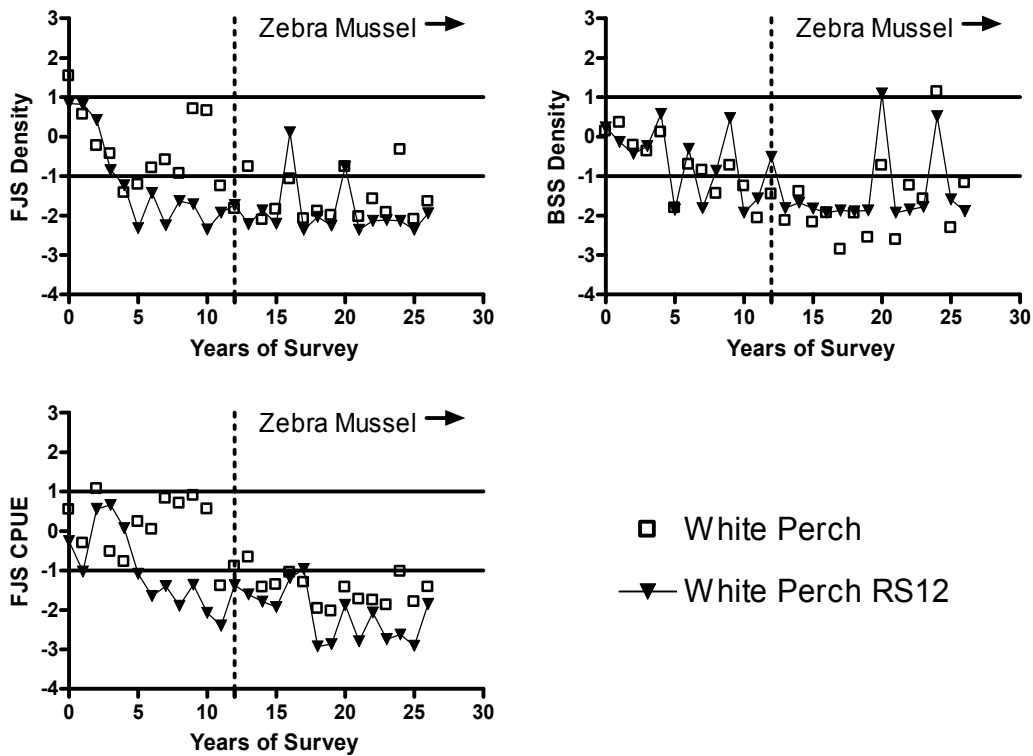 Zebra Mussel
3
2
1
0
-1
-2
-3
-4
FJS Density
0 5 10 15 20 25 30
Years of Survey
Zebra Mussel
3
2
1
0
-1
-2
-3
-4
BSS Density
0 5 10 15 20 25 30
Years of Survey
Zebra Mussel
3
2
1
0
-1
-2
-3
-4
FJS CPUE
0 5 10 15 20 25 30
Years of Survey
White Perch
White Perch RS12